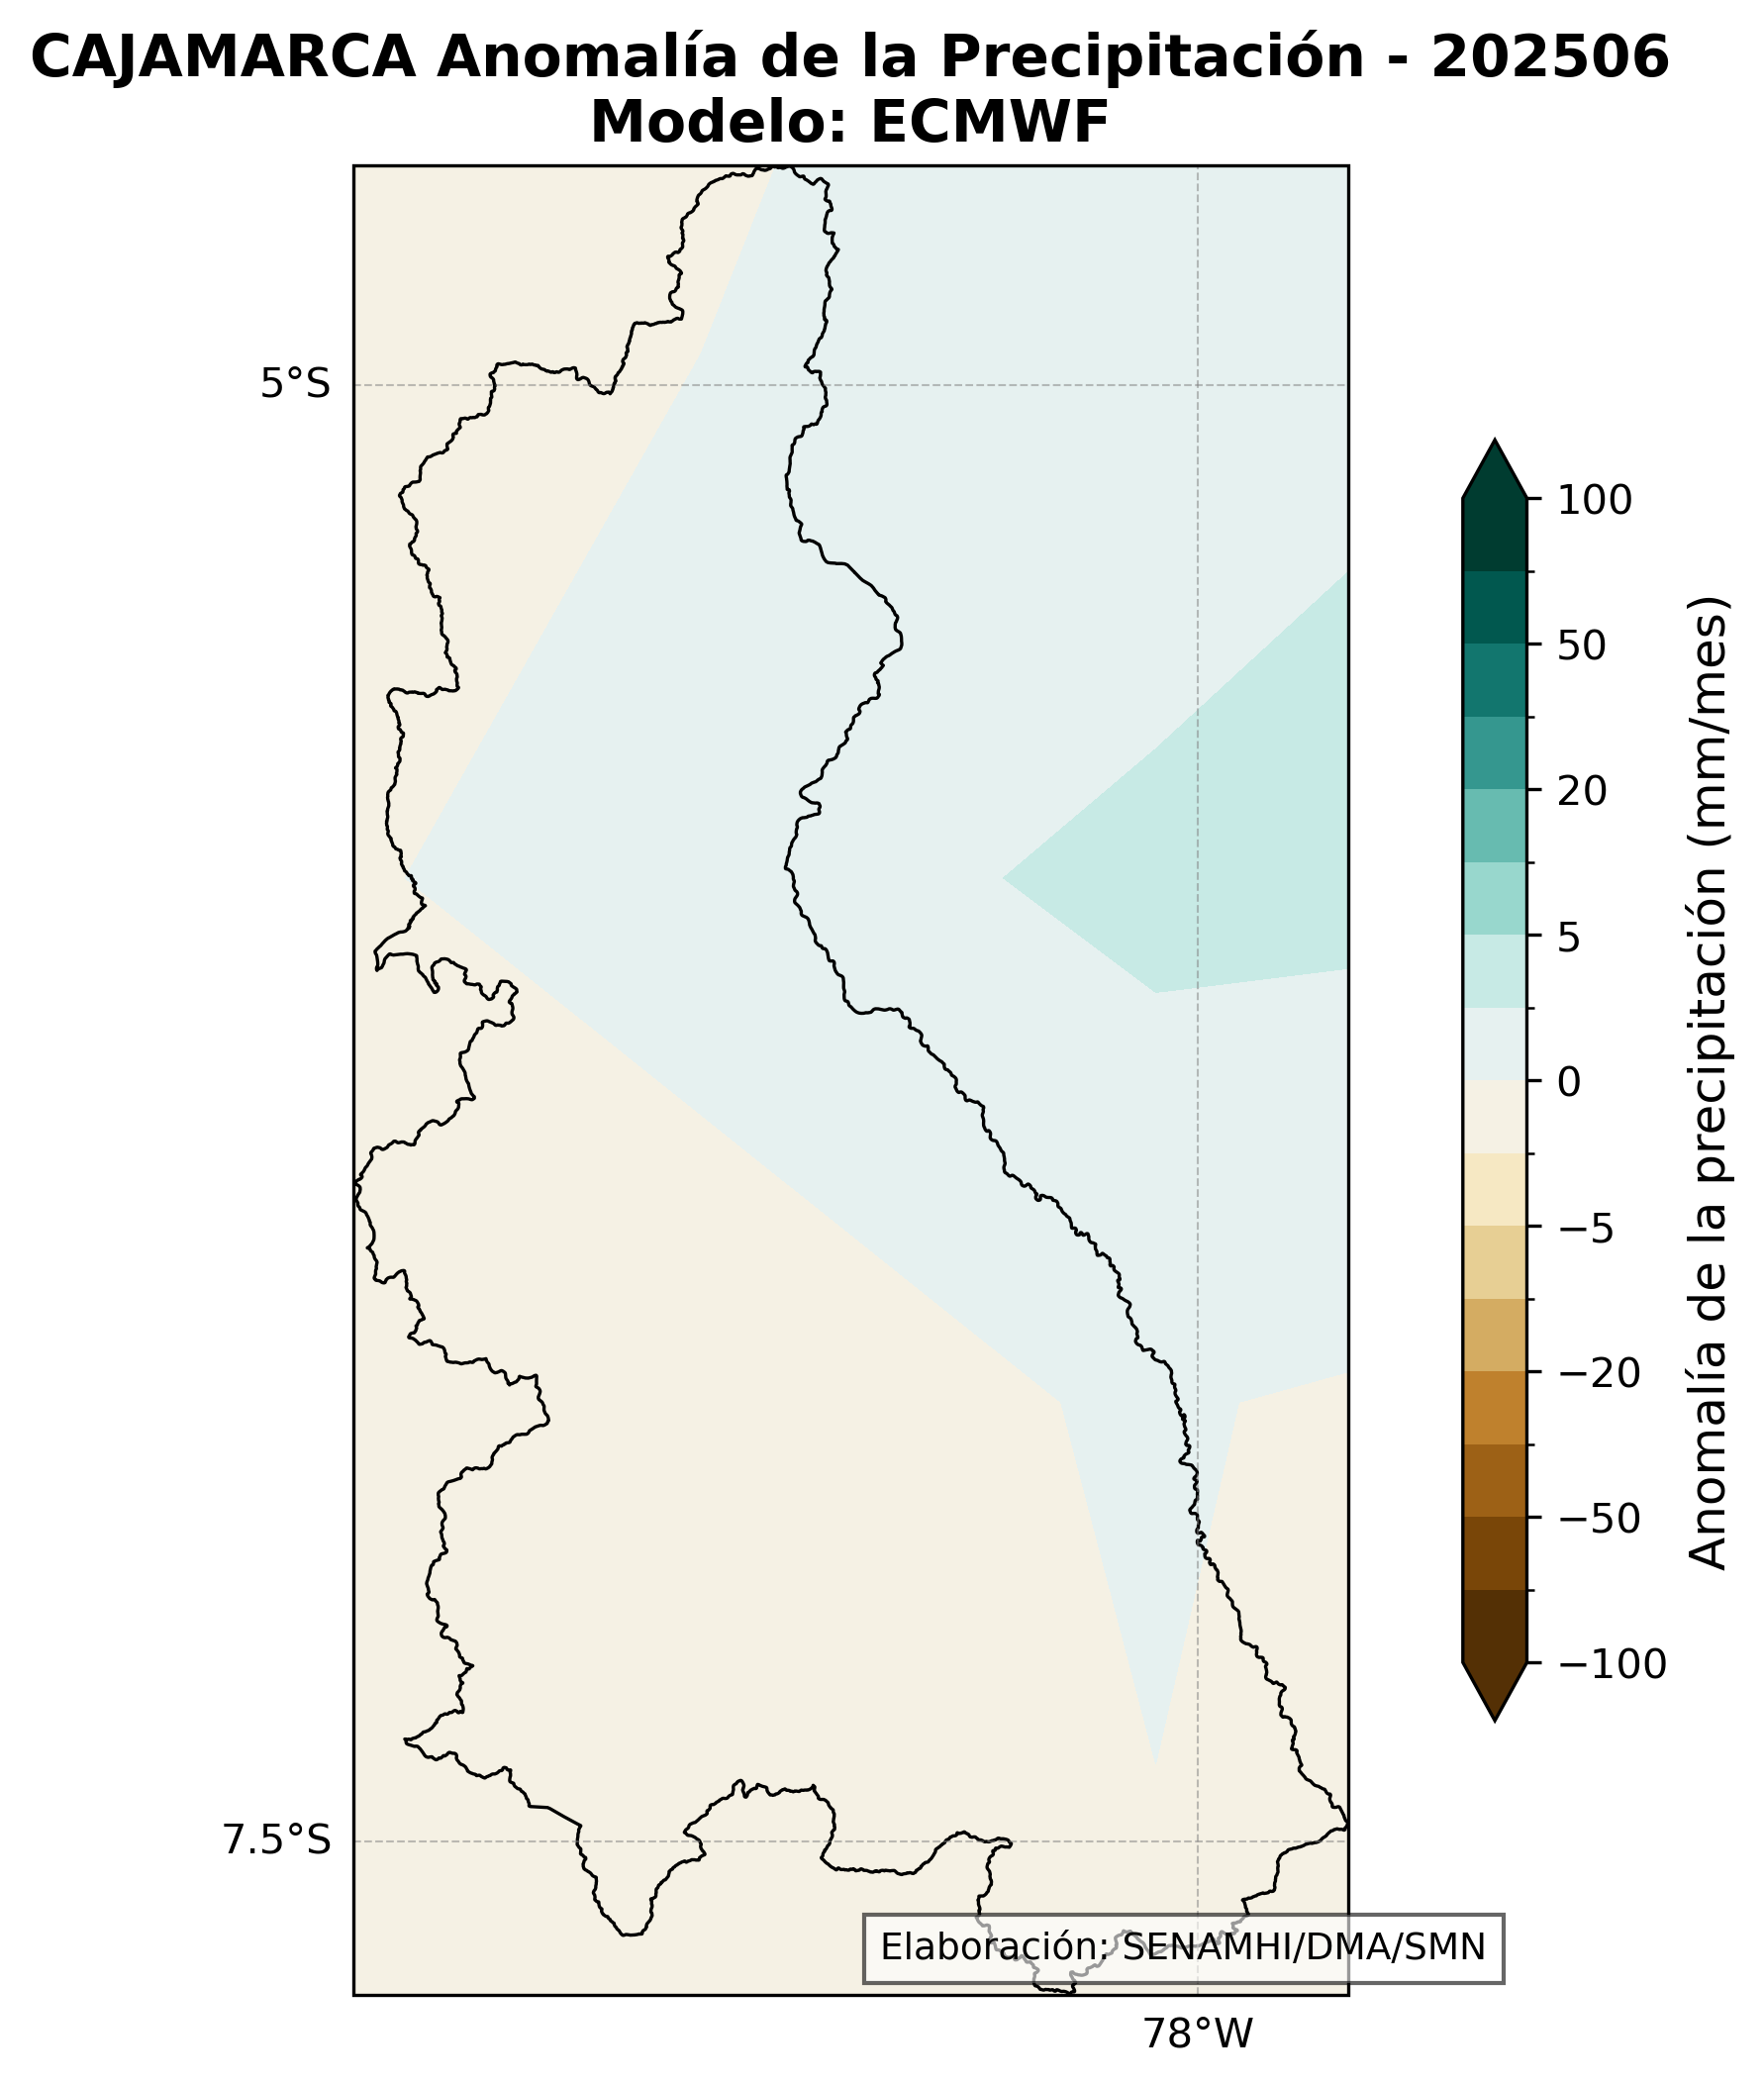 CAJAMARCA Anomalía de la Precipitación - 202506
Modelo: ECMWF
5°S
7.5°S
78°W
100
50
20
5
0
−5
−20
−50
−100
Anomalía de la precipitación (mm/mes)
Elaboración: SENAMHI/DMA/SMN